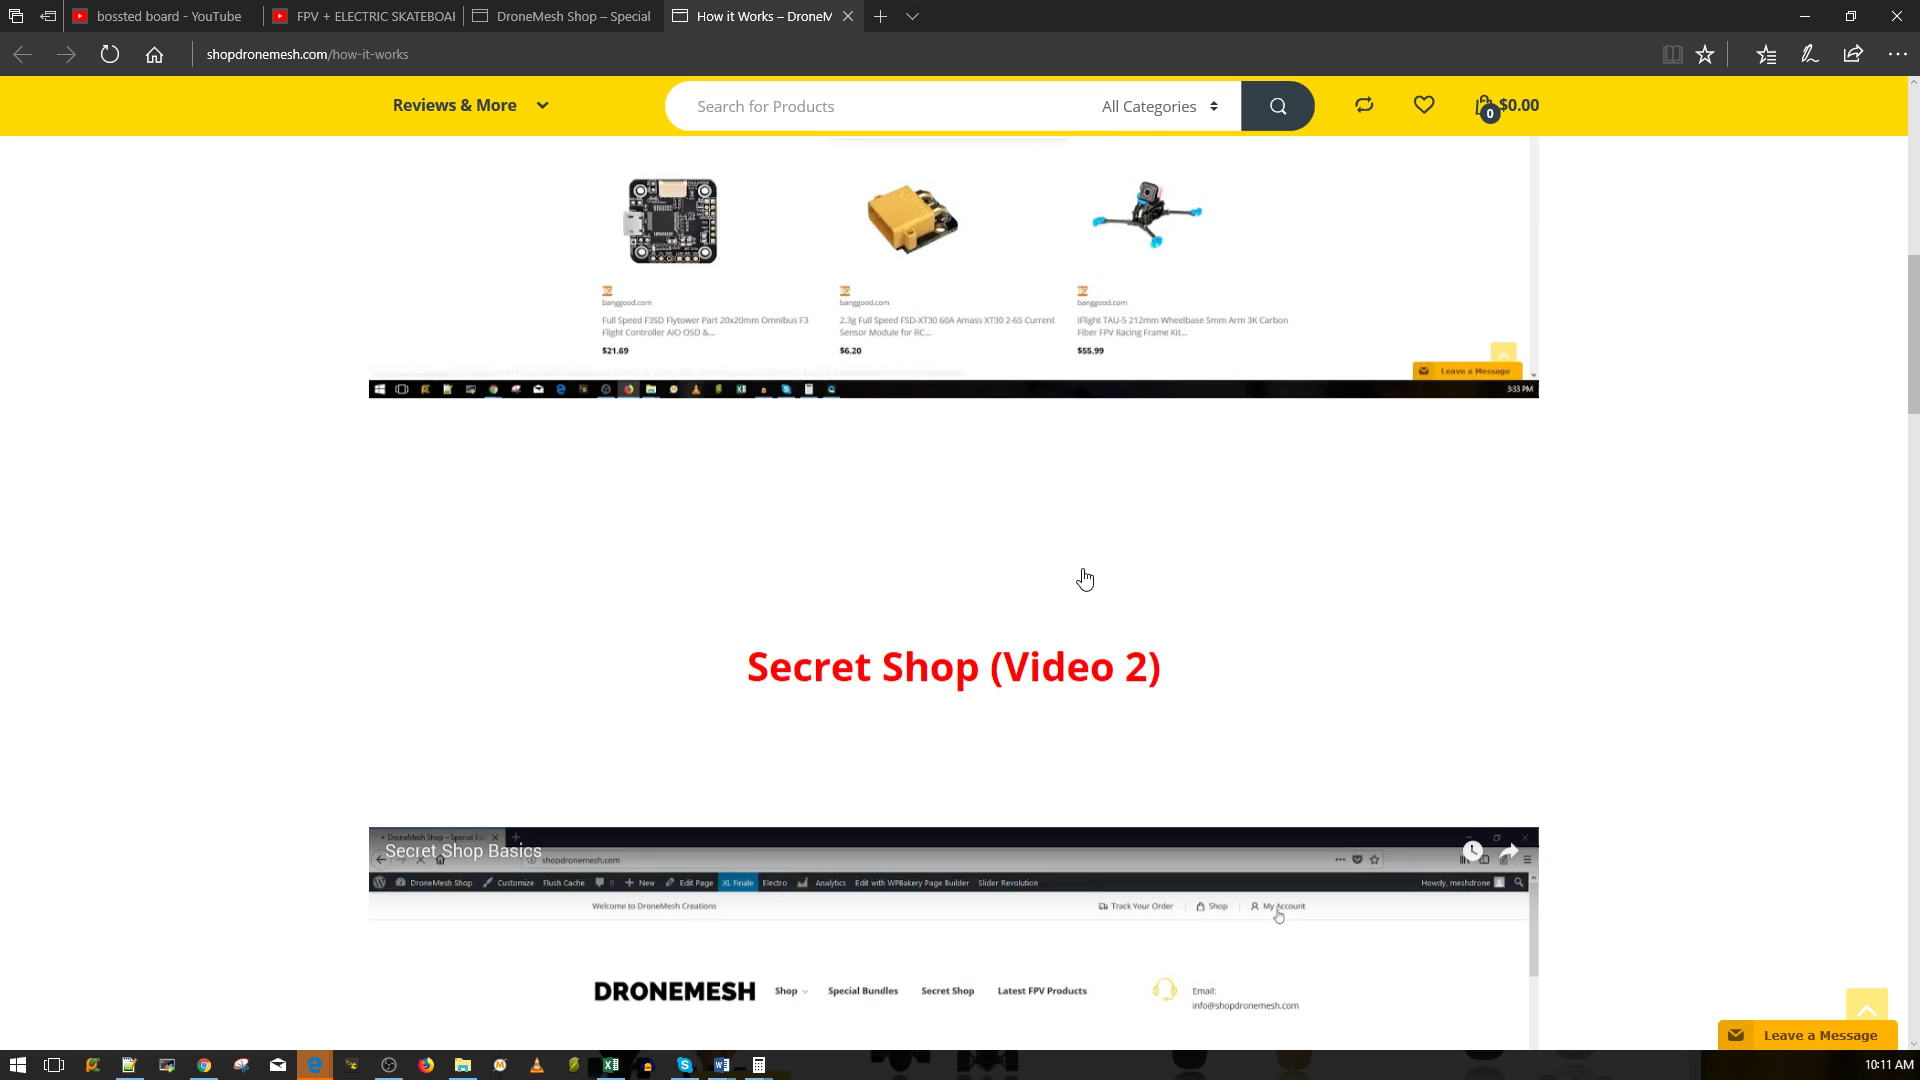 bossted board - YouTube
FPV + ELECTRIC SKATEBOAI
DroneMesh Shop – Special
How it Works – DroneM
shopdronemesh.com/how-it-works
Reviews & More
Search for Products
All Categories
0
$0.00
banggood.com
banggood.com
banggood.com
Full Speed F3SD Flytower Part 20x20mm Omnibus F3
Flight Controller AIO OSD &...
$21.69
2.3g Full Speed FSD-XT30 60A Amass XT30 2-6S Current
Sensor Module for RC...
$6.20
iFlight TAU-5 212mm Wheelbase 5mm Arm 3K Carbon
Fiber FPV Racing Frame Kit...
$55.99
Leave a Message
3:33 PM
Secret Shop (Video 2)
DroneMesh Shop – Special Ed
Secret Shop Basics
shopdronemesh.com
DroneMesh Shop
Customize
Flush Cache
0
New
Edit Page
XL Finale
Electro
Analytics
Edit with WPBakery Page Builder
Slider Revolution
Howdy, meshdrone
Welcome to DroneMesh Creations
Track Your Order
Shop
My Account
DRONEMESH
Shop
Special Bundles
Secret Shop
Latest FPV Products
Email:
info@shopdronemesh.com
Leave a Message
10:11 AM